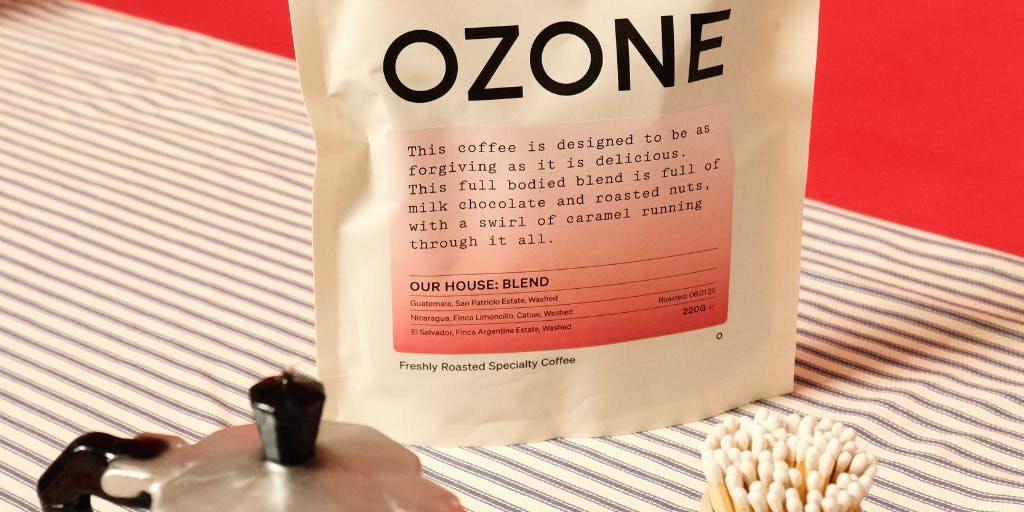 OZONE
This coffee is designed to be as
forgiving as it is delicious.
This full bodied blend is full of
milk chocolate and roasted nuts,
with a swirl of caramel running
through it all.
OUR HOUSE: BLEND
Guatemala, San Patricio Estate, Washed
Nicaragua, Finca Limoncillo, Catuai, Washed
Roasted: 06.01.25
El Salvador, Finca Argentina Estate, Washed
220G e
Freshly Roasted Specialty Coffee
O